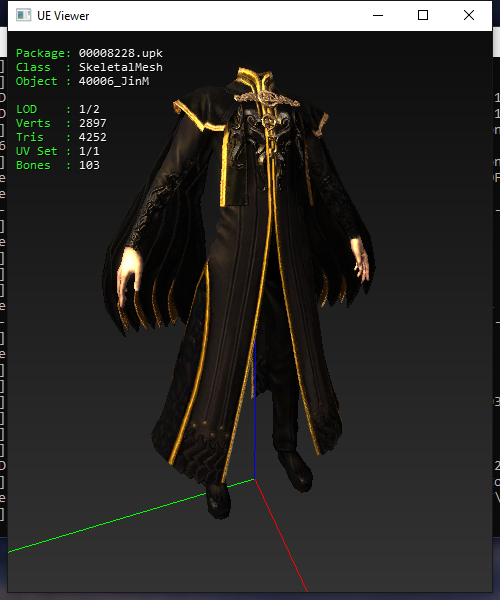 UE Viewer
Package: 00008228.upk
Class  : SkeletalMesh
Object : 40006_JinM
LOD    : 1/2
Verts  : 2897
Tris   : 4252
UV Set : 1/1
Bones  : 103